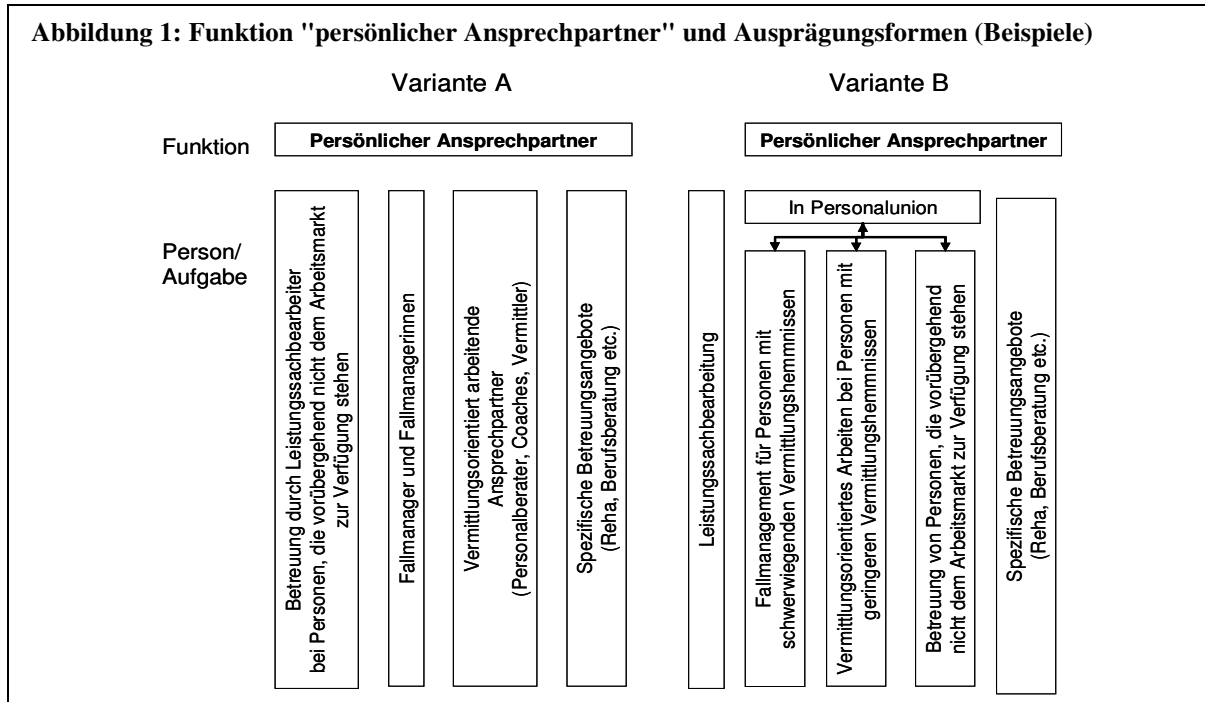 Abbildung 1: Funktion "persönlicher Ansprechpartner" und Ausprägungsformen (Beispiele)
Variante A
Variante B
Funktion
Persönlicher Ansprechpartner
Persönlicher Ansprechpartner
Person/
Aufgabe
Betreuung durch Leistungssachbearbeiter
bei Personen, die vorübergehend nicht dem Arbeitsmarkt
zur Verfügung stehen
Fallmanager und Fallmanagerinnen
Vermittlungsorientiert arbeitende
Ansprechpartner
(Personalberater, Coaches, Vermittler)
Spezifische Betreuungsangebote
(Reha, Berufsberatung etc.)
Leistungssachbearbeitung
In Personalunion
Fallmanagement für Personen mit
schwerwiegenden Vermittlungshemmnissen
Vermittlungsorientiertes Arbeiten bei Personen mit
geringeren Vermittlungshemmnissen
Betreuung von Personen, die vorübergehend
nicht dem Arbeitsmarkt zur Verfügung stehen
Spezifische Betreuungsangebote
(Reha, Berufsberatung etc.)